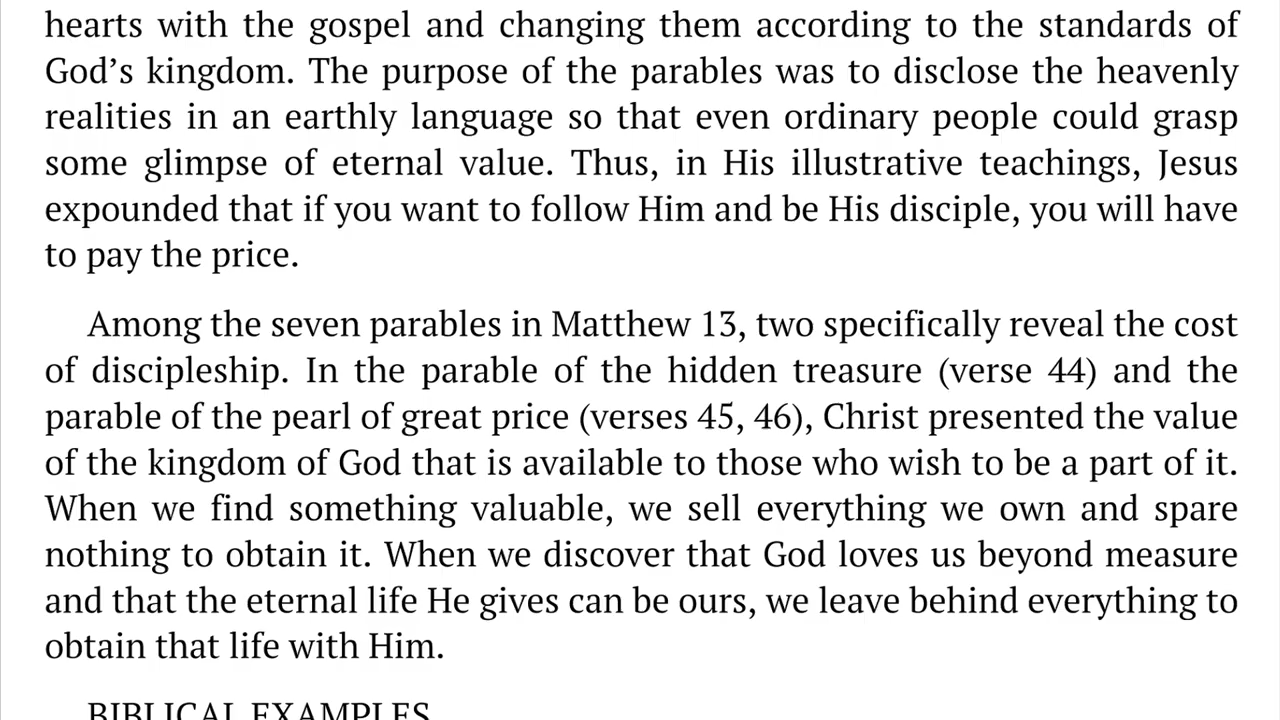 hearts with the gospel and changing them according to the standards of
God’s kingdom. The purpose of the parables was to disclose the heavenly
realities in an earthly language so that even ordinary people could grasp
some glimpse of eternal value. Thus, in His illustrative teachings, Jesus
expounded that if you want to follow Him and be His disciple, you will have
to pay the price.
Among the seven parables in Matthew 13, two specifically reveal the cost
of discipleship. In the parable of the hidden treasure (verse 44) and the
parable of the pearl of great price (verses 45, 46), Christ presented the value
of the kingdom of God that is available to those who wish to be a part of it.
When we find something valuable, we sell everything we own and spare
nothing to obtain it. When we discover that God loves us beyond measure
and that the eternal life He gives can be ours, we leave behind everything to
obtain that life with Him.
BIBLICAL EXAMPLES